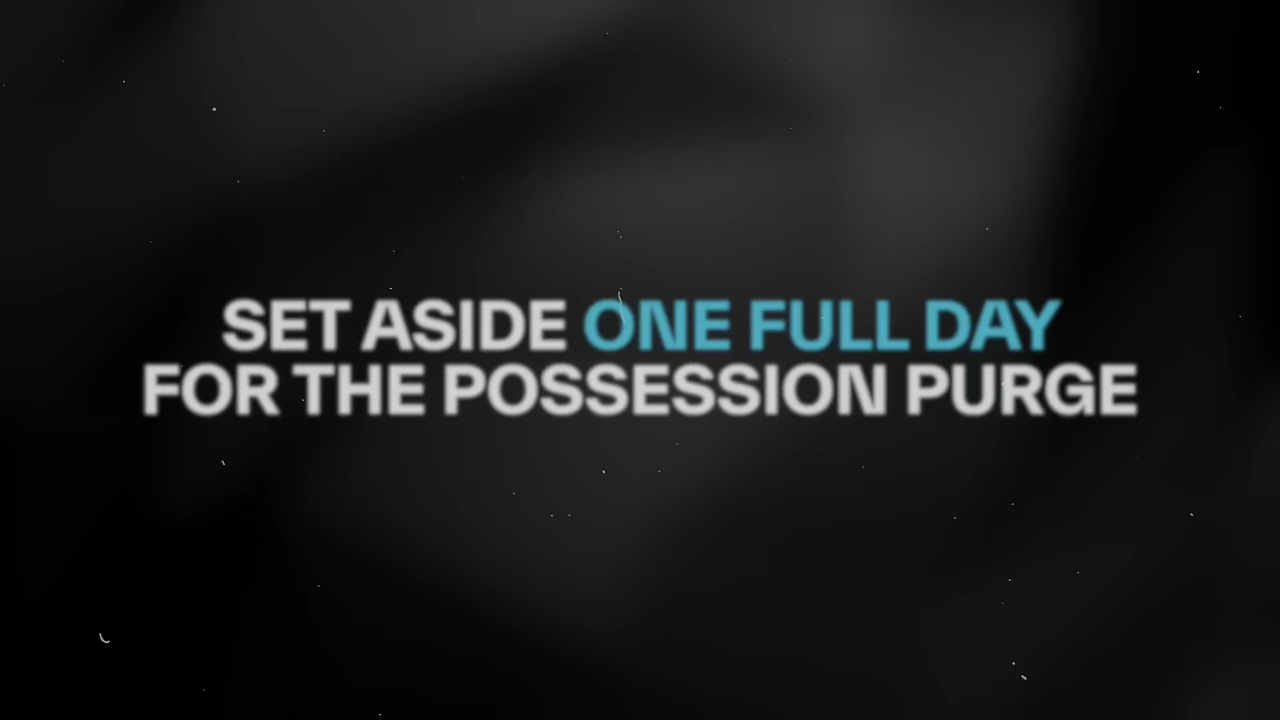 SET ASIDE ONE FULL DAY
FOR THE POSSESSION PURGE